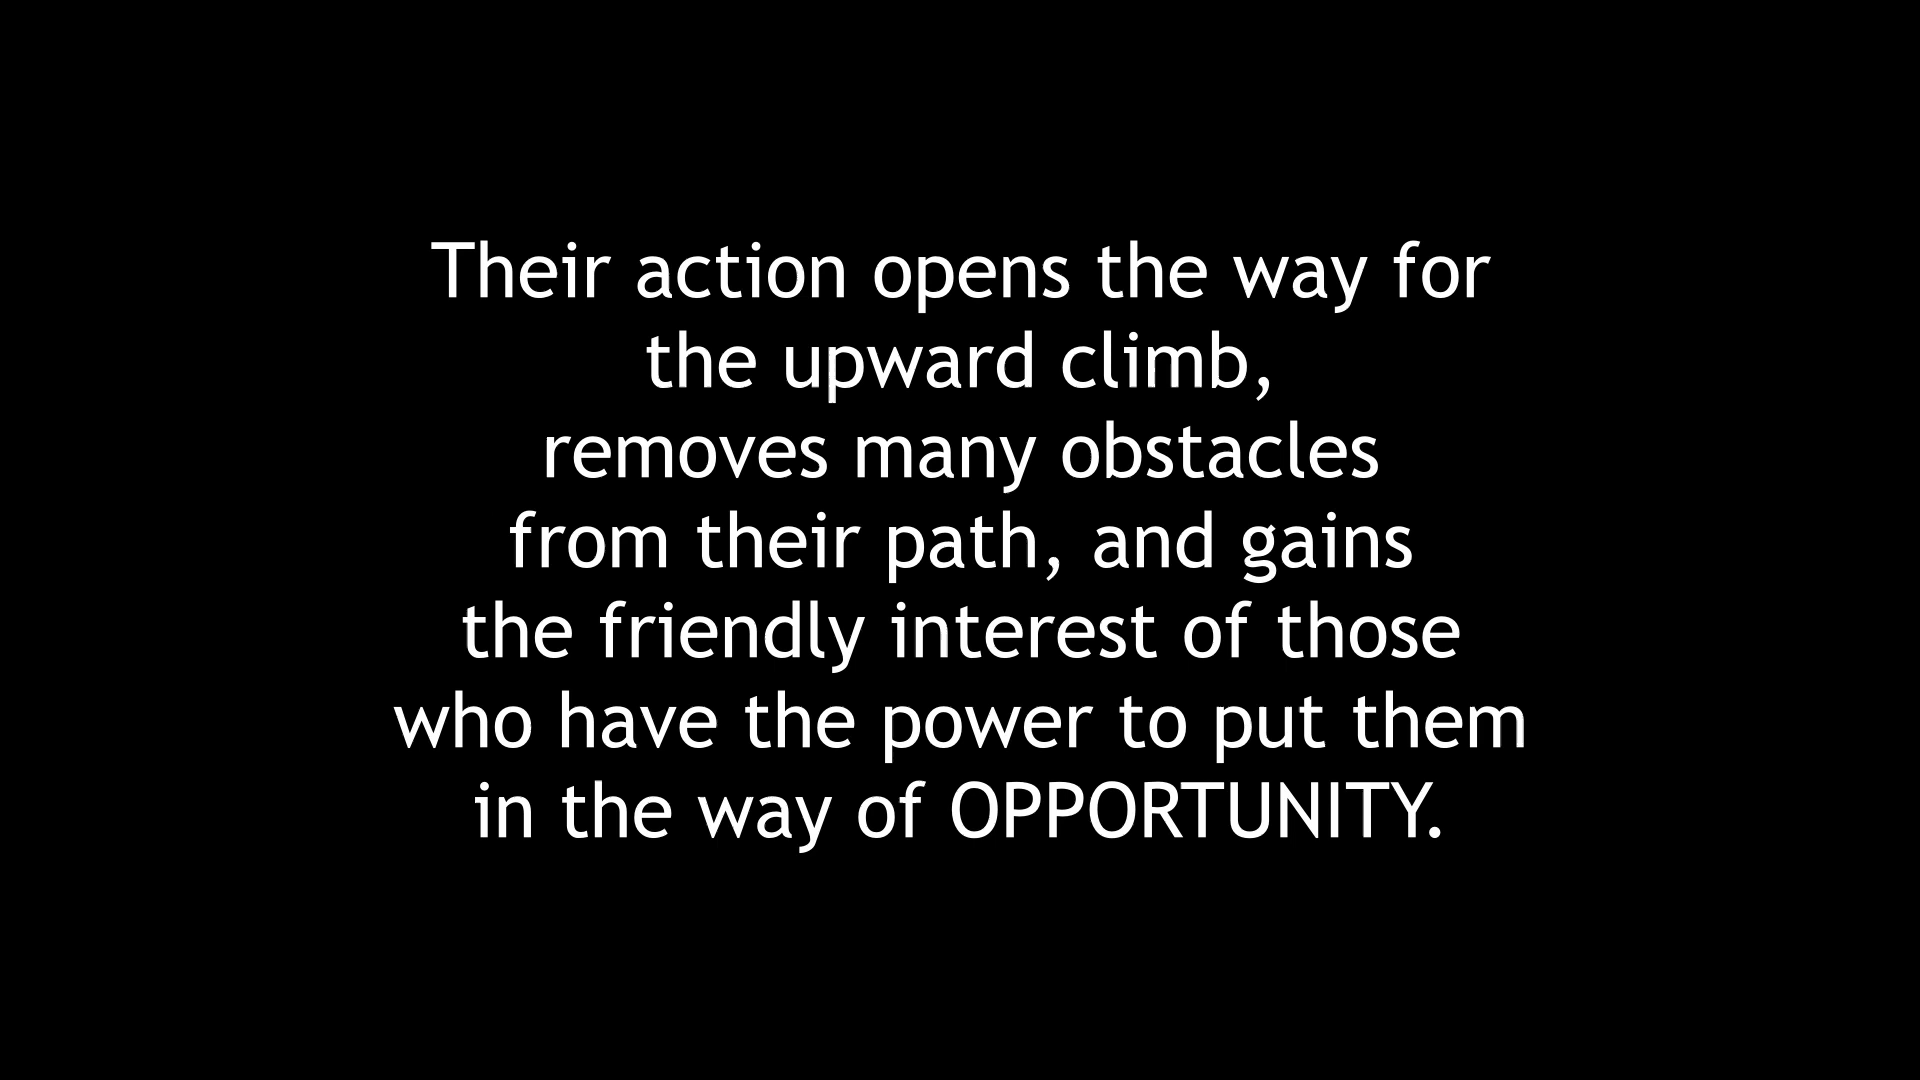 Their action opens the way for
the upward climb,
removes many obstacles
from their path, and gains
the friendly interest of those
who have the power to put them
in the way of OPPORTUNITY.